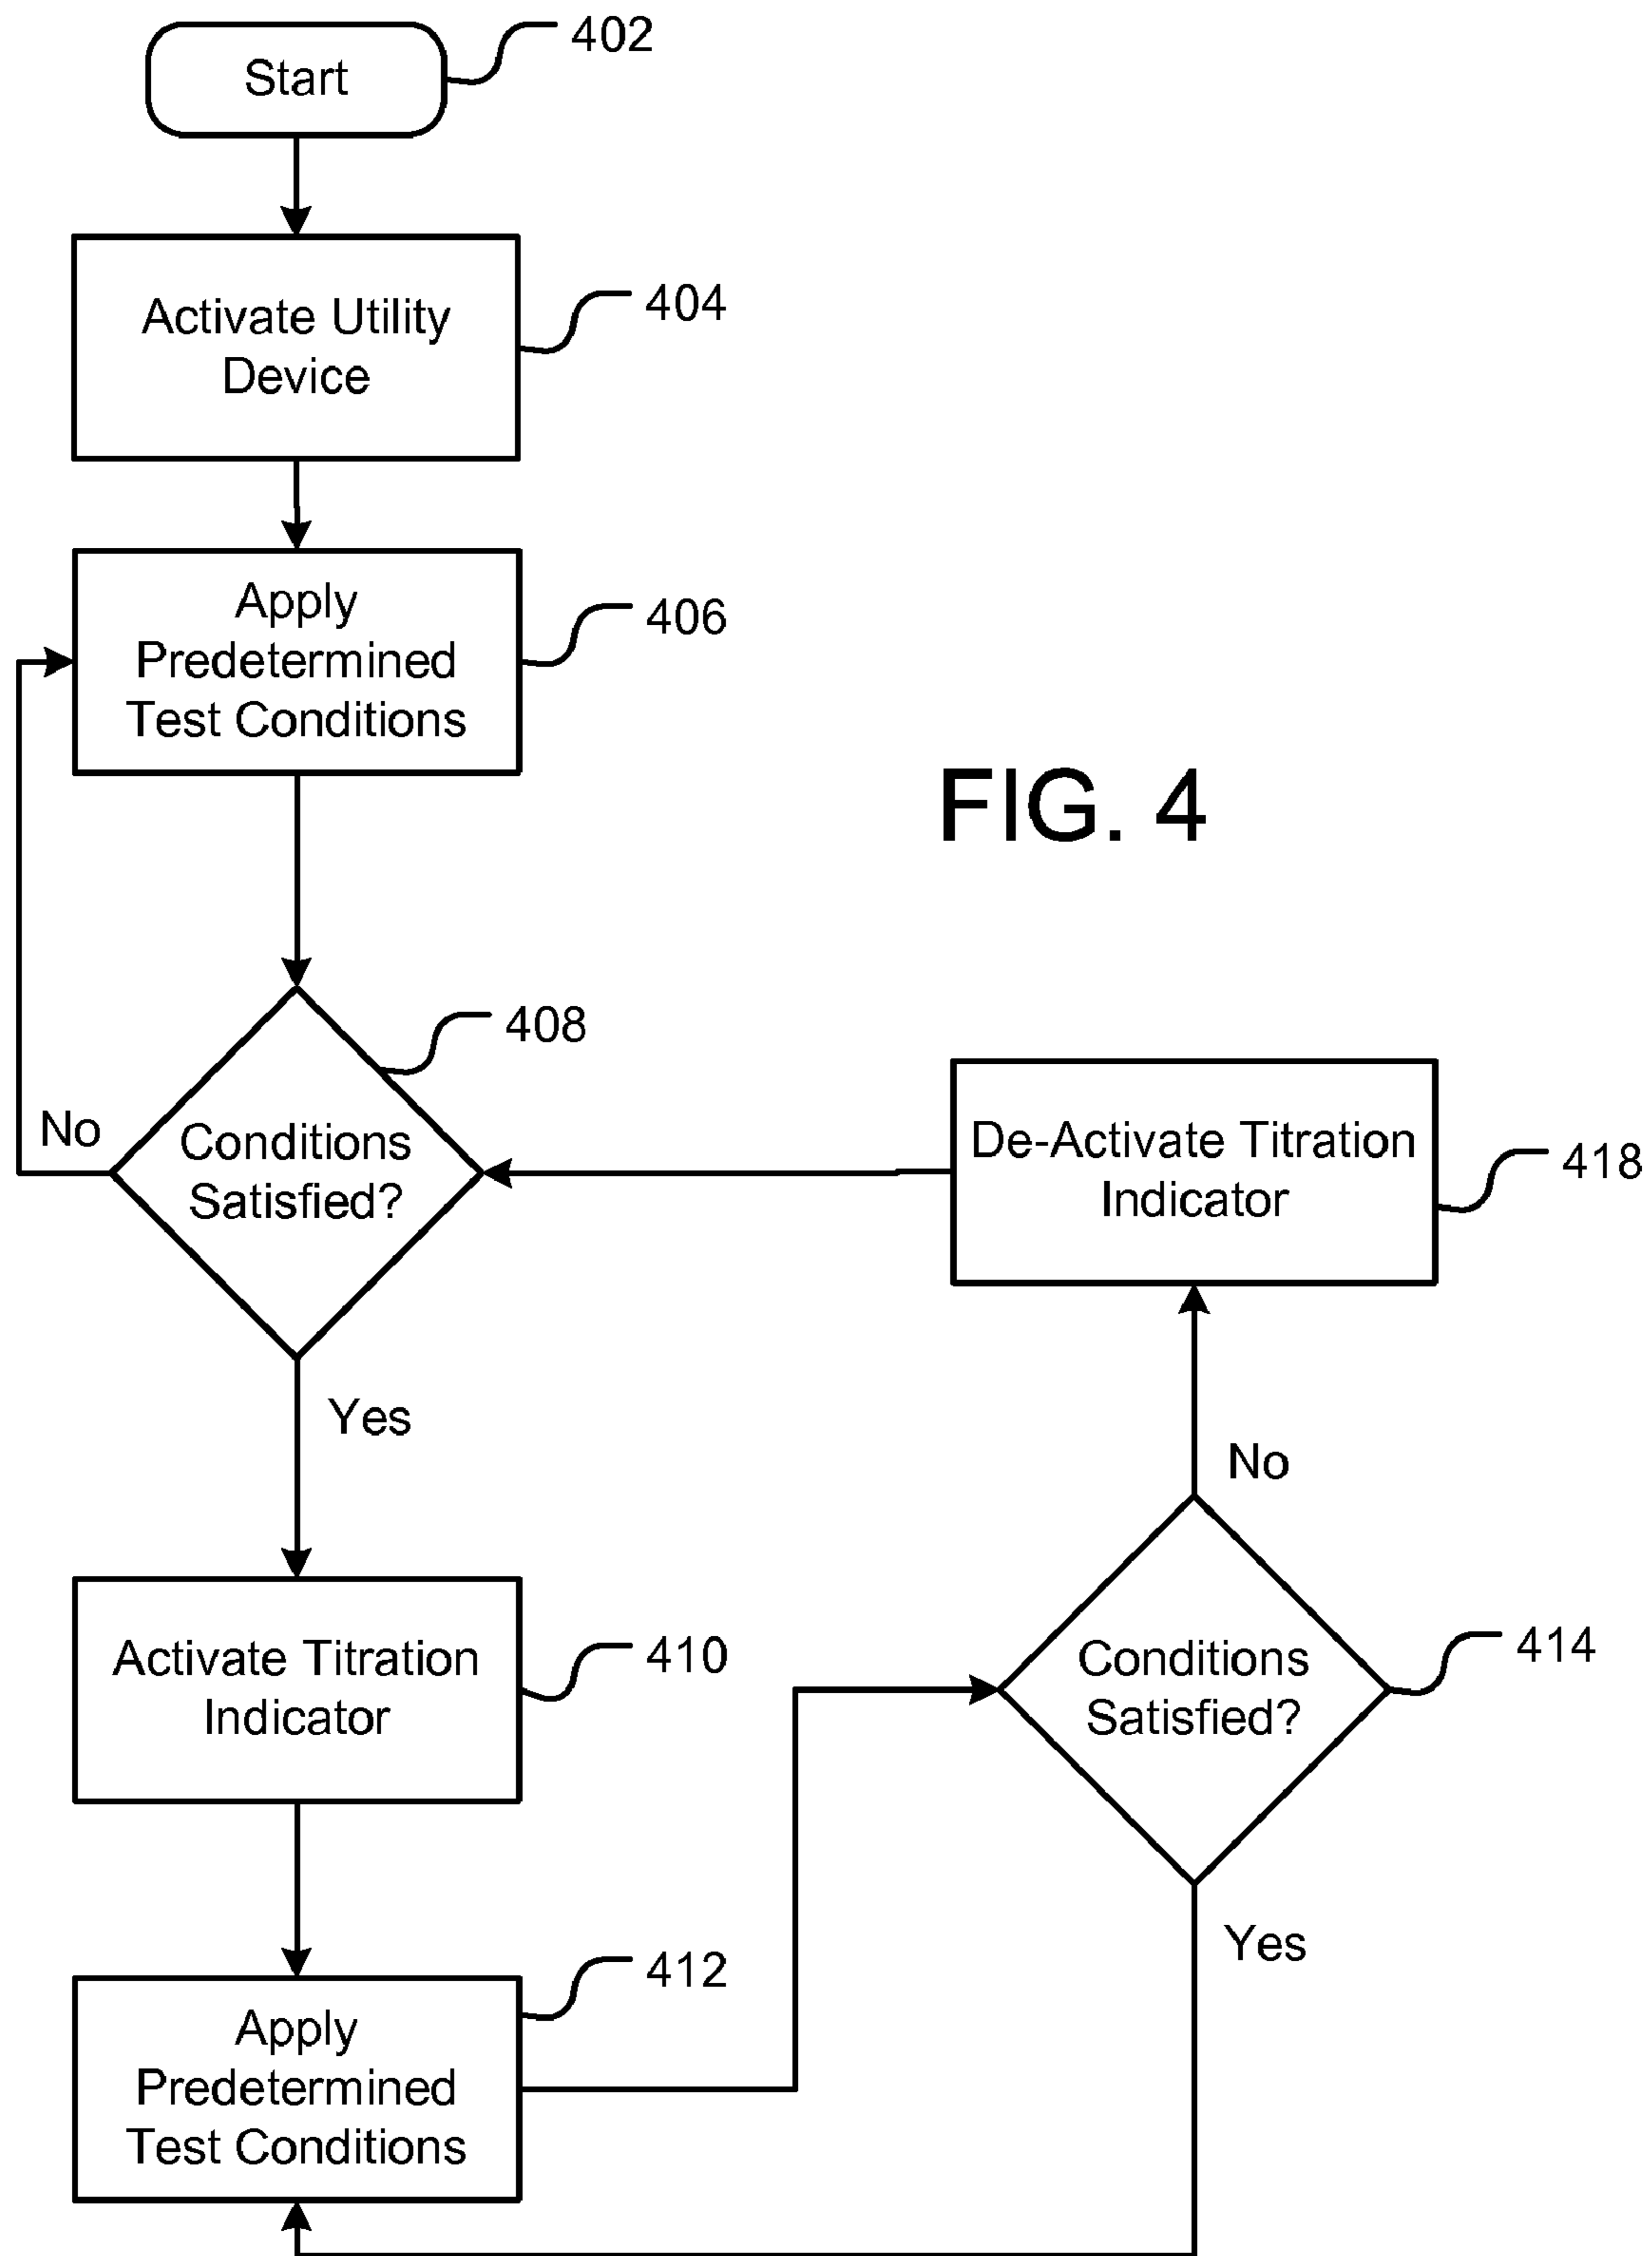 Start
402
Activate Utility
Device
404
Apply
Predetermined
Test Conditions
406
FIG. 4
408
No
Conditions
Satisfied?
De-Activate Titration
Indicator
418
Yes
No
Activate Titration
Indicator
410
Conditions
Satisfied?
414
Yes
412
Apply
Predetermined
Test Conditions